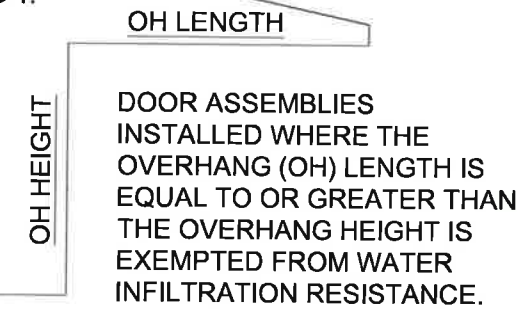 OH LENGTH
OH HEIGHT
DOOR ASSEMBLIES
INSTALLED WHERE THE
OVERHANG (OH) LENGTH IS
EQUAL TO OR GREATER THAN
THE OVERHANG HEIGHT IS
EXEMPTED FROM WATER
INFILTRATION RESISTANCE.